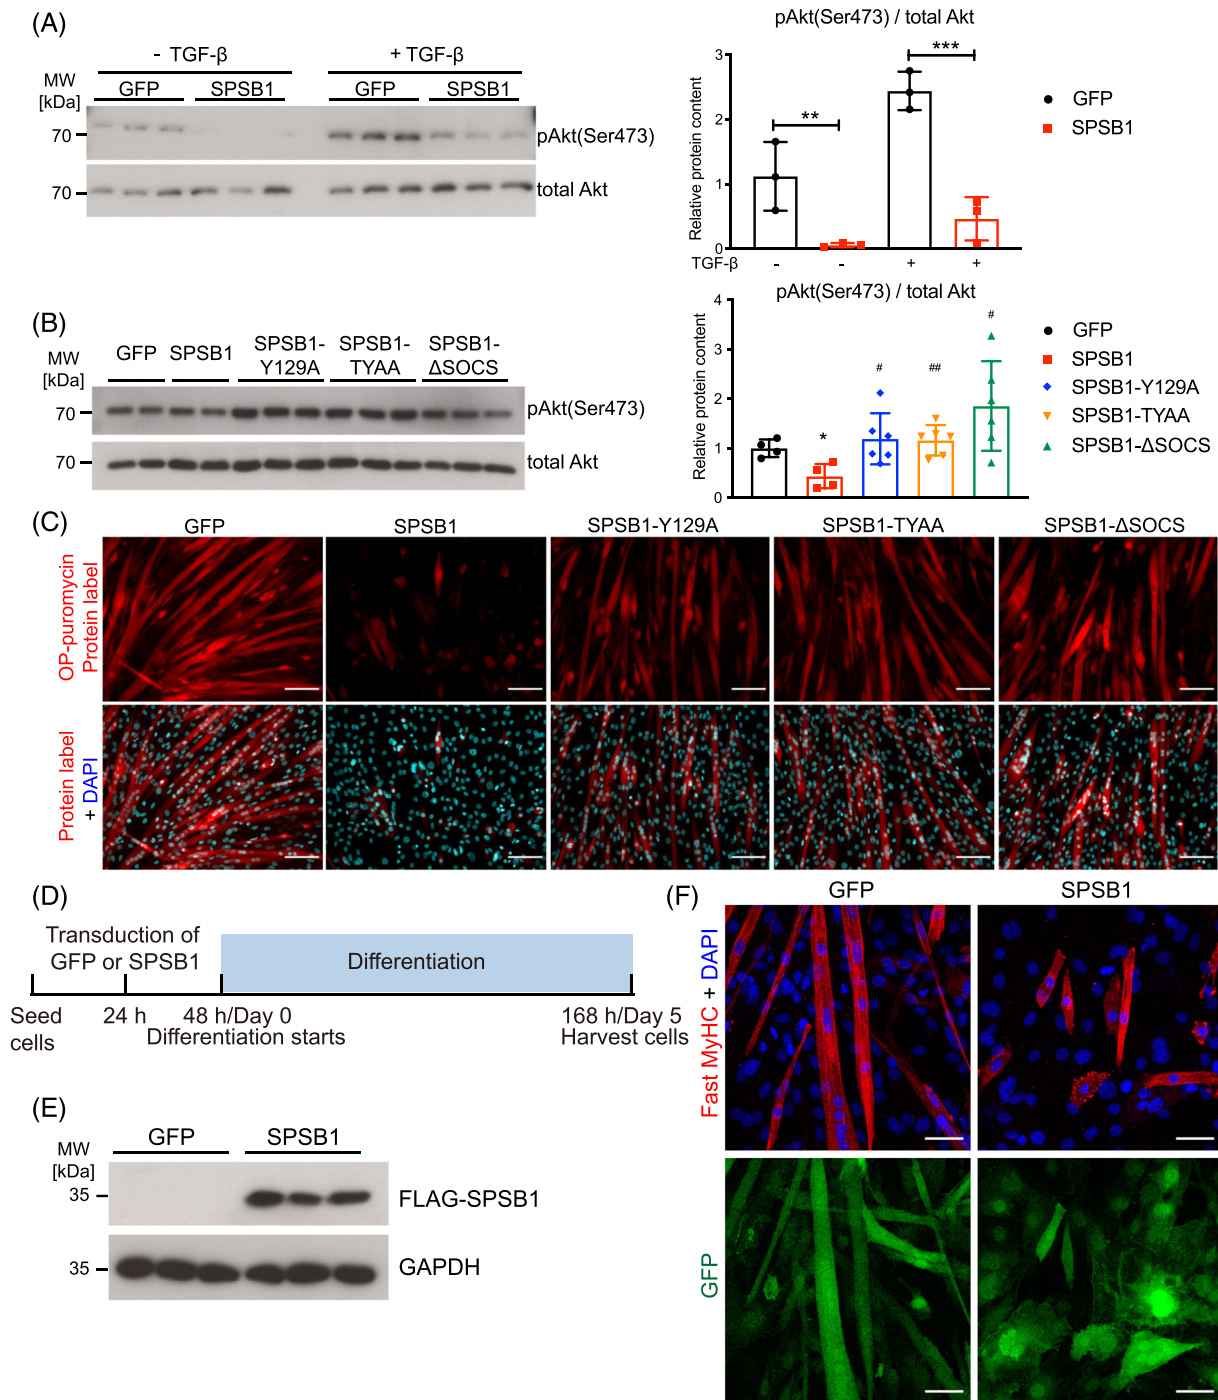 (A)
- TGF-β
+ TGF-β
MW
[kDa]
GFP
SPSB1
GFP
SPSB1
70
pAkt(Ser473)
70
total Akt
pAkt(Ser473) / total Akt
Relative protein content
3
2
1
0
**
***
TGF-β
-
-
+
+
GFP
SPSB1
(B)
MW
[kDa]
GFP
SPSB1
SPSB1-
Y129A
SPSB1-
TYAA
SPSB1-
ΔSOCS
70
pAkt(Ser473)
70
total Akt
pAkt(Ser473) / total Akt
Relative protein content
4
3
2
1
0
*
#
##
#
GFP
SPSB1
SPSB1-Y129A
SPSB1-TYAA
SPSB1-ΔSOCS
(C)
GFP
SPSB1
SPSB1-Y129A
SPSB1-TYAA
SPSB1-ΔSOCS
OP-puromycin
Protein label
Protein label
+ DAPI
(D)
Transduction of
GFP or SPSB1
Differentiation
Seed
cells
24 h
48 h/Day 0
Differentiation starts
168 h/Day 5
Harvest cells
(E)
MW
[kDa]
GFP
SPSB1
35
FLAG-SPSB1
35
GAPDH
(F)
GFP
SPSB1
Fast MyHC + DAPI
GFP